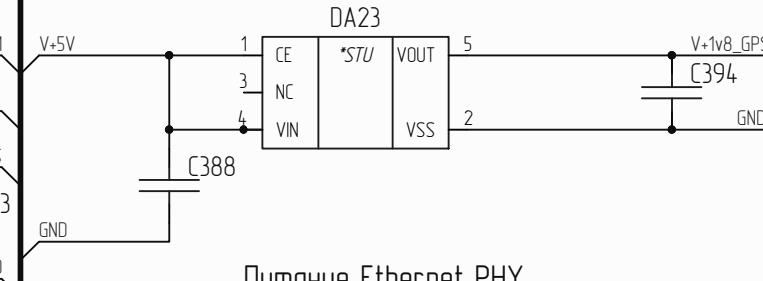 DA23
V+5V
1
CE
*STU
VOUT
5
V+1v8_GPS
3
NC
C394
4
VIN
VSS
2
GND
C388
3
GND
Питание Ethernet PHY